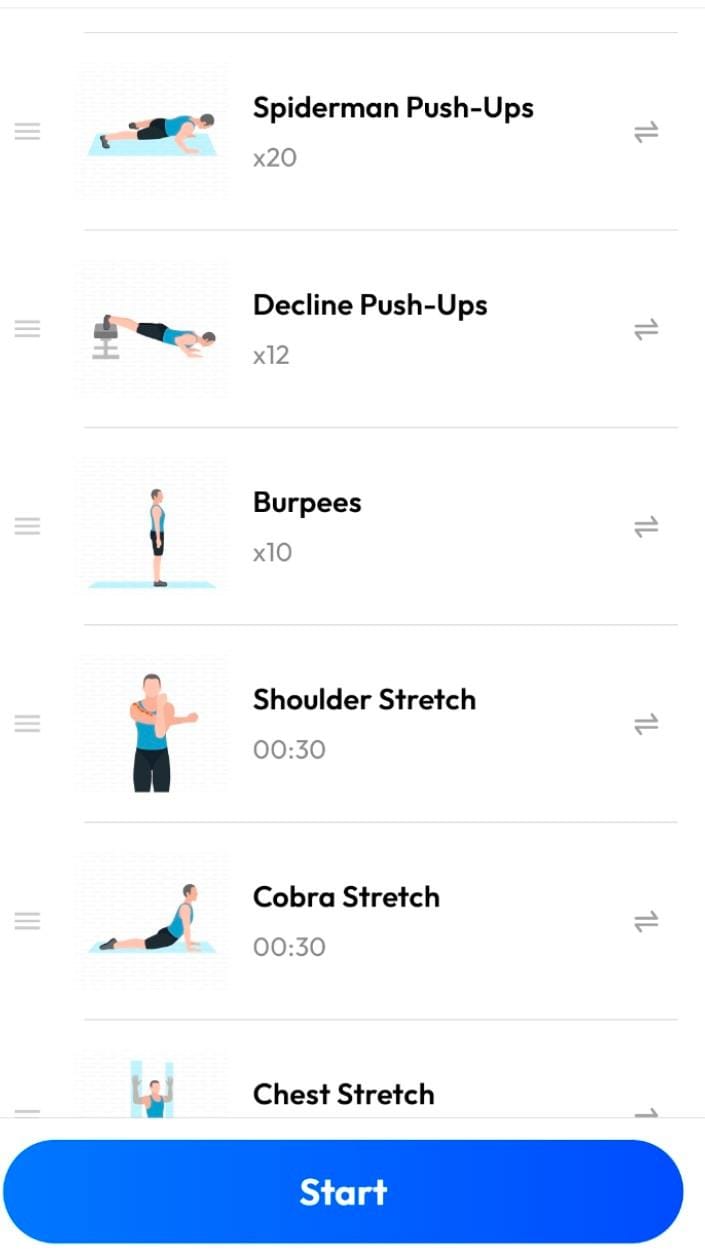 Spiderman Push-Ups
x20
Decline Push-Ups
x12
Burpees
x10
Shoulder Stretch
00:30
Cobra Stretch
00:30
Chest Stretch
Start